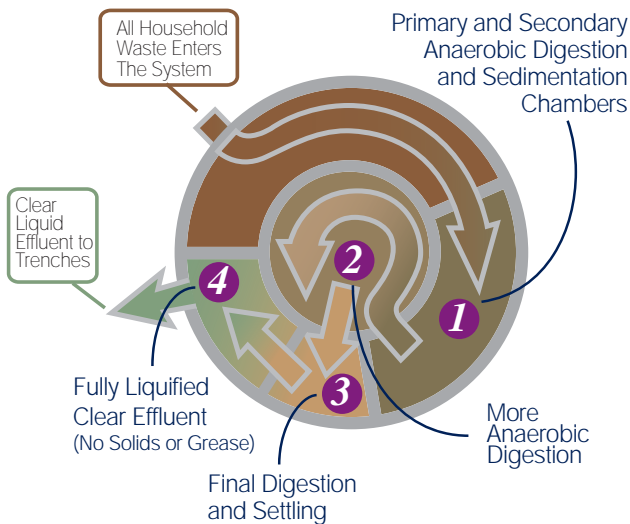 All Household
Waste Enters
The System
Primary and Secondary
Anaerobic Digestion
and Sedimentation
Chambers
Clear
Liquid
Effluent to
Trenches
1
2
3
4
Fully Liquified
Clear Effluent
(No Solids or Grease)
More
Anaerobic
Digestion
Final Digestion
and Settling